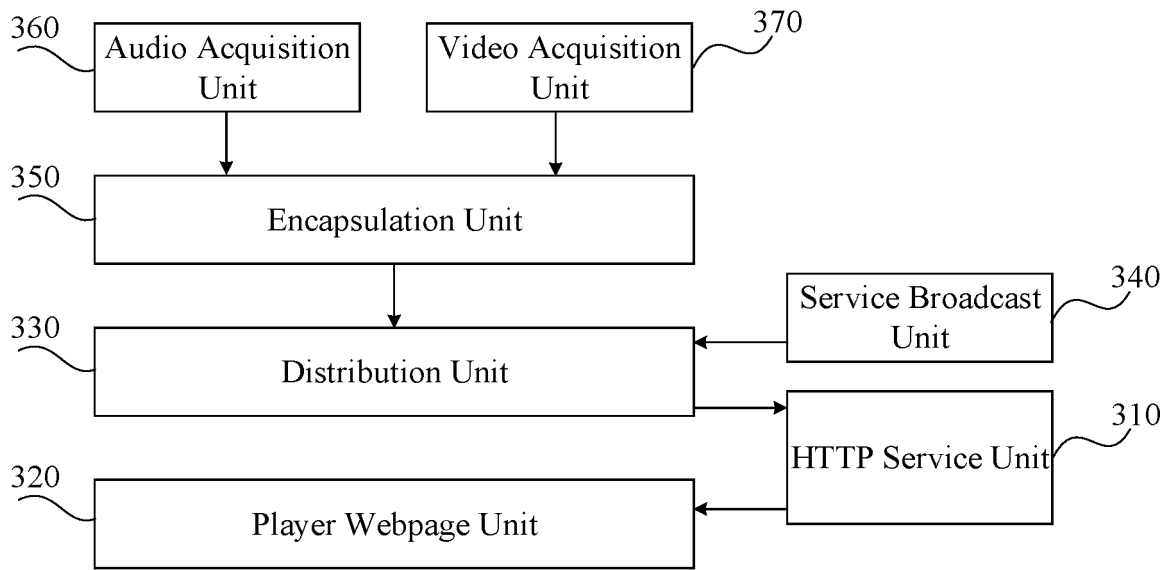 360
Audio Acquisition
Unit
Video Acquisition
Unit
370
350
Encapsulation Unit
Service Broadcast
Unit
340
330
Distribution Unit
HTTP Service Unit
310
320
Player Webpage Unit